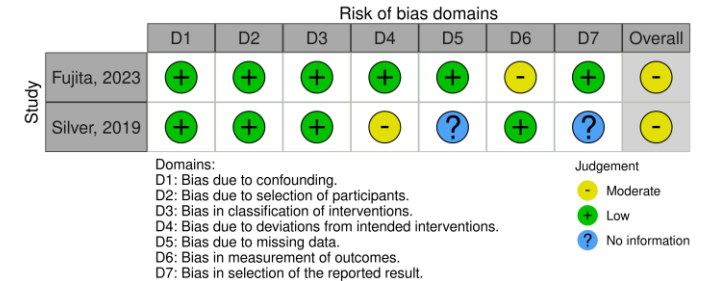 Risk of bias domains
D1 D2 D3 D4 D5 D6 D7 Overall
Study
Fujita, 2023 + + + + + - + -
Silver, 2019 + + + - ? + ? -
Domains:
D1: Bias due to confounding.
D2: Bias due to selection of participants.
D3: Bias in classification of interventions.
D4: Bias due to deviations from intended interventions.
D5: Bias due to missing data.
D6: Bias in measurement of outcomes.
D7: Bias in selection of the reported result.
Judgement
- Moderate
+ Low
? No information